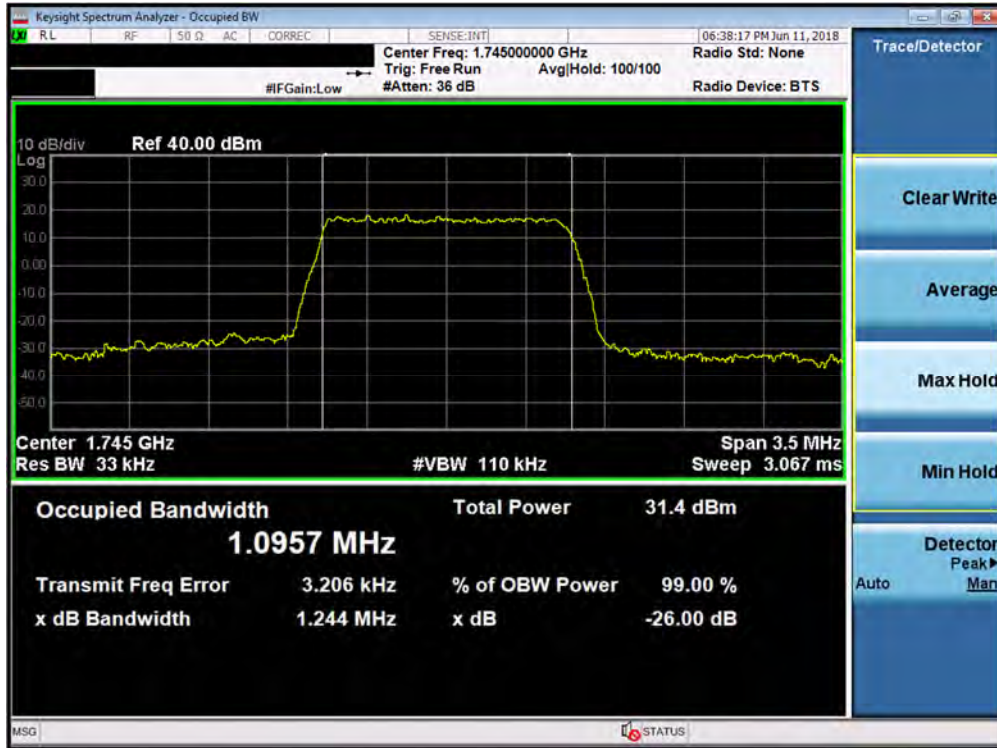 Keysight Spectrum Analyzer - Occupied BW
LXI RL RF 50 Ω AC CORREC SENSE:INT 06:38:17 PM Jun 11, 2018
Center Freq: 1.745000000 GHz Radio Std: None
Trig: Free Run Avg|Hold: 100/100
#IFGain:Low #Atten: 36 dB Radio Device: BTS
Trace/Detector
10 dB/div Ref 40.00 dBm
Log
30.0
20.0
10.0
0.00
-10.0
-20.0
-30.0
-40.0
-50.0
Center 1.745 GHz Span 3.5 MHz
Res BW 33 kHz #VBW 110 kHz Sweep 3.067 ms
Occupied Bandwidth Total Power 31.4 dBm
1.0957 MHz
Transmit Freq Error 3.206 kHz % of OBW Power 99.00 %
x dB Bandwidth 1.244 MHz x dB -26.00 dB
Clear Write
Average
Max Hold
Min Hold
Detector
Peak▶
Auto Man
MSG STATUS